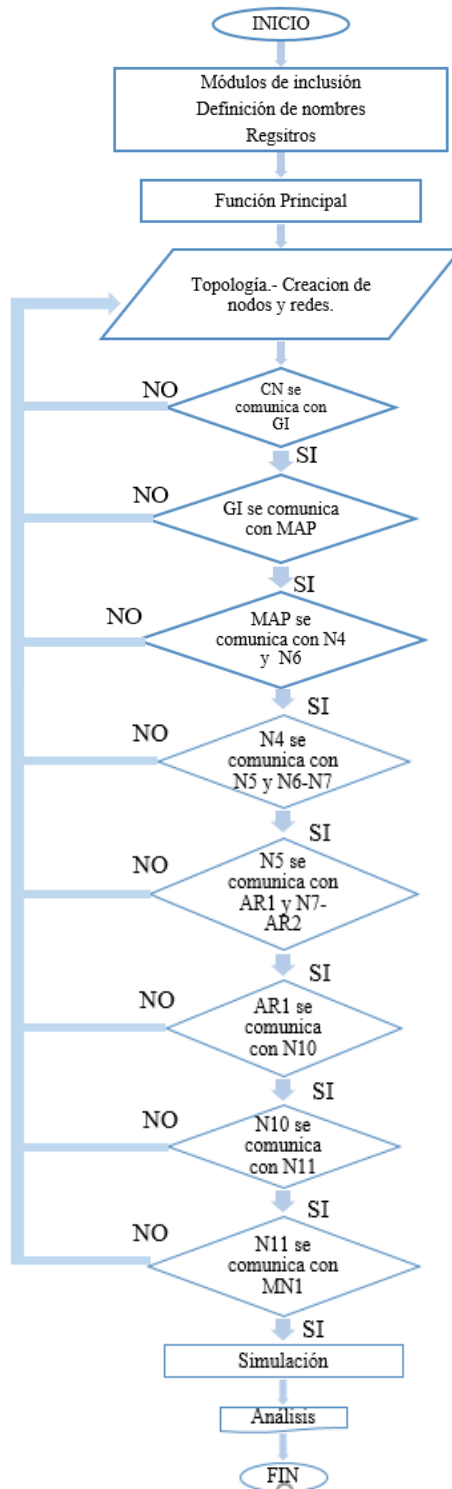 INICIO
Módulos de inclusión
Definición de nombres
Regsitros
Función Principal
Topología.- Creacion de
nodos y redes.
NO
CN se
comunica con
GI
SI
NO
GI se comunica
con MAP
SI
NO
MAP se
comunica con N4
y N6
SI
NO
N4 se
comunica con
N5 y N6-N7
SI
NO
N5 se
comunica con
AR1 y N7-
AR2
SI
NO
AR1 se
comunica
con N10
SI
NO
N10 se
comunica
con N11
SI
NO
N11 se
comunica con
MN1
SI
Simulación
Análisis
FIN